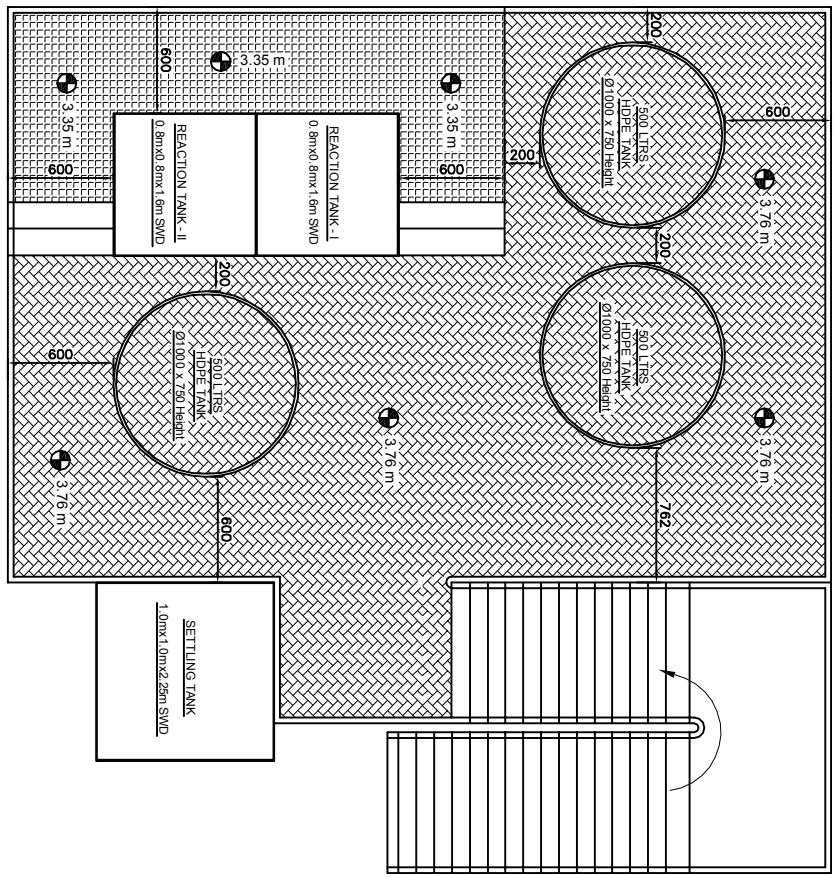 200
600
3.35 m
600
3.35 m
3.35 m
500 LTRS
HDPE TANK
Ø1000 x 750 Height
600
200
3.76 m
600
REACTION TANK - II
0.8mx0.8mx1.6m SWD
REACTION TANK - I
0.8mx0.8mx1.6m SWD
600
200
200
500 LTRS
HDPE TANK
Ø1000 x 750 Height
600
500 LTRS
HDPE TANK
Ø1000 x 750 Height
3.76 m
3.76 m
3.76 m
600
762
SETTLING TANK
1.0mx1.0mx2.25m SWD